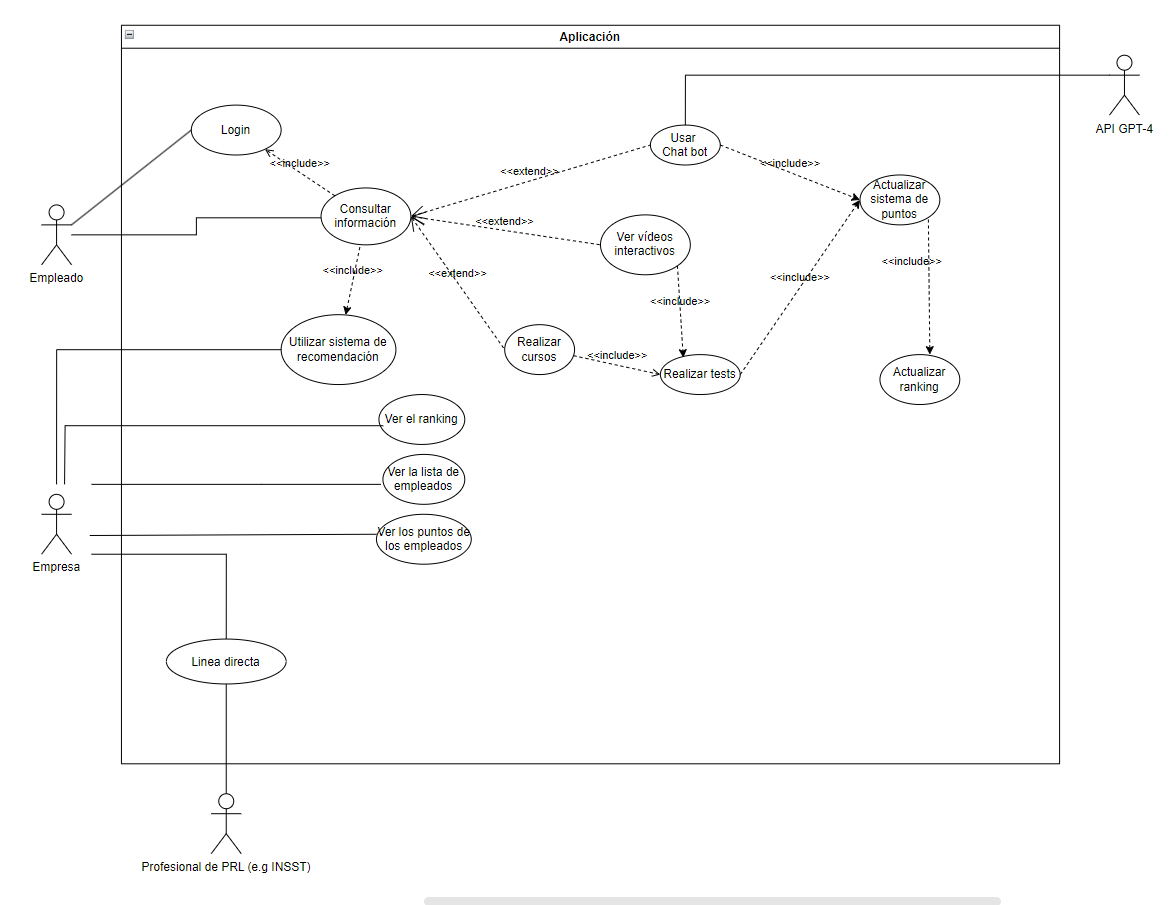 Aplicación
API GPT-4
Login
Usar
Chat bot
<<include>>
<<include>>
<<extend>>
Actualizar
sistema de
puntos
Consultar
información
<<extend>>
Ver vídeos
interactivos
Empleado
<<include>>
<<extend>>
<<include>>
<<include>>
<<include>>
Utilizar sistema de
recomendación
Realizar
cursos
<<include>>
Realizar tests
Actualizar
ranking
Ver el ranking
Ver la lista de
empleados
Ver los puntos de
los empleados
Empresa
Linea directa
Profesional de PRL (e.g INSST)